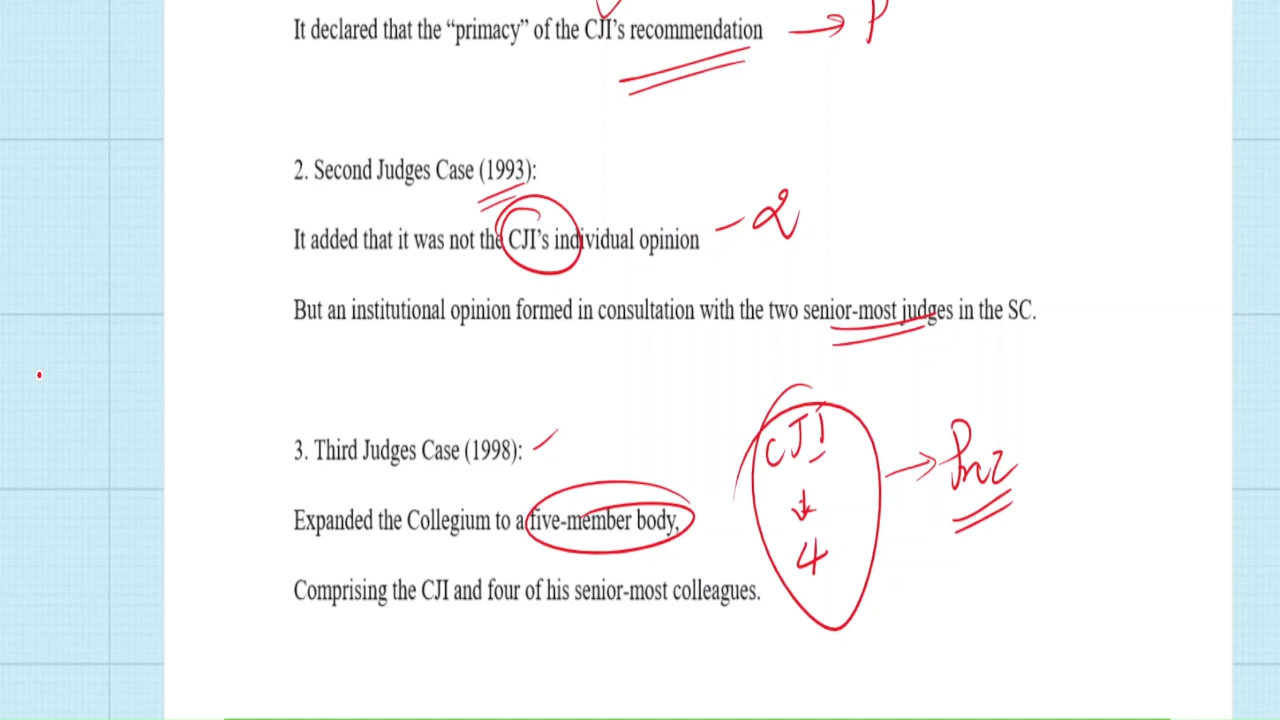 It declared that the “primacy” of the CJI’s recommendation → P
2. Second Judges Case (1993):
It added that it was not the CJI’s individual opinion - 2
But an institutional opinion formed in consultation with the two senior-most judges in the SC.
CJI
4
3. Third Judges Case (1998):
Expanded the Collegium to a five-member body,
Comprising the CJI and four of his senior-most colleagues.